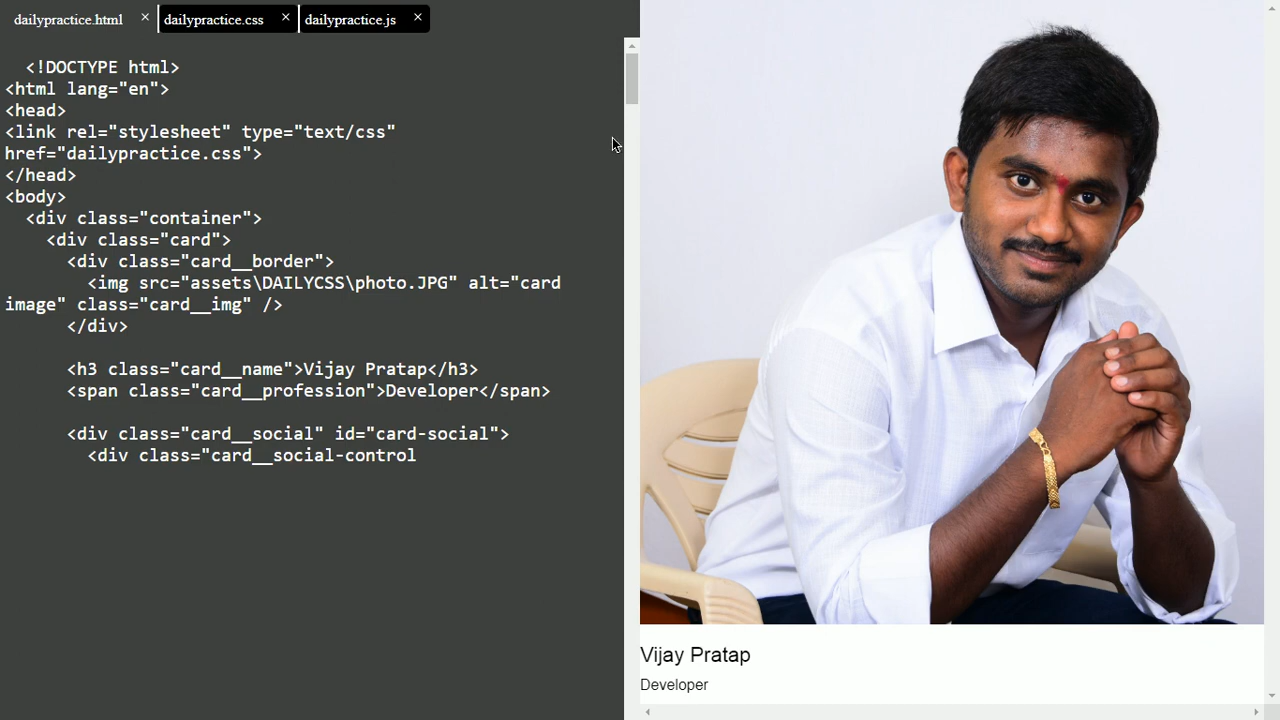 dailypractice.html × dailypractice.css × dailypractice.js ×
<!DOCTYPE html>
<html lang="en">
<head>
<link rel="stylesheet" type="text/css"
href="dailypractice.css">
</head>
<body>
<div class="container">
<div class="card">
<div class="card__border">
<img src="assets\DAILYCSS\photo.JPG" alt="card
image" class="card__img" />
</div>
<h3 class="card__name">Vijay Pratap</h3>
<span class="card__profession">Developer</span>
<div class="card__social" id="card-social">
<div class="card__social-control
Vijay Pratap
Developer